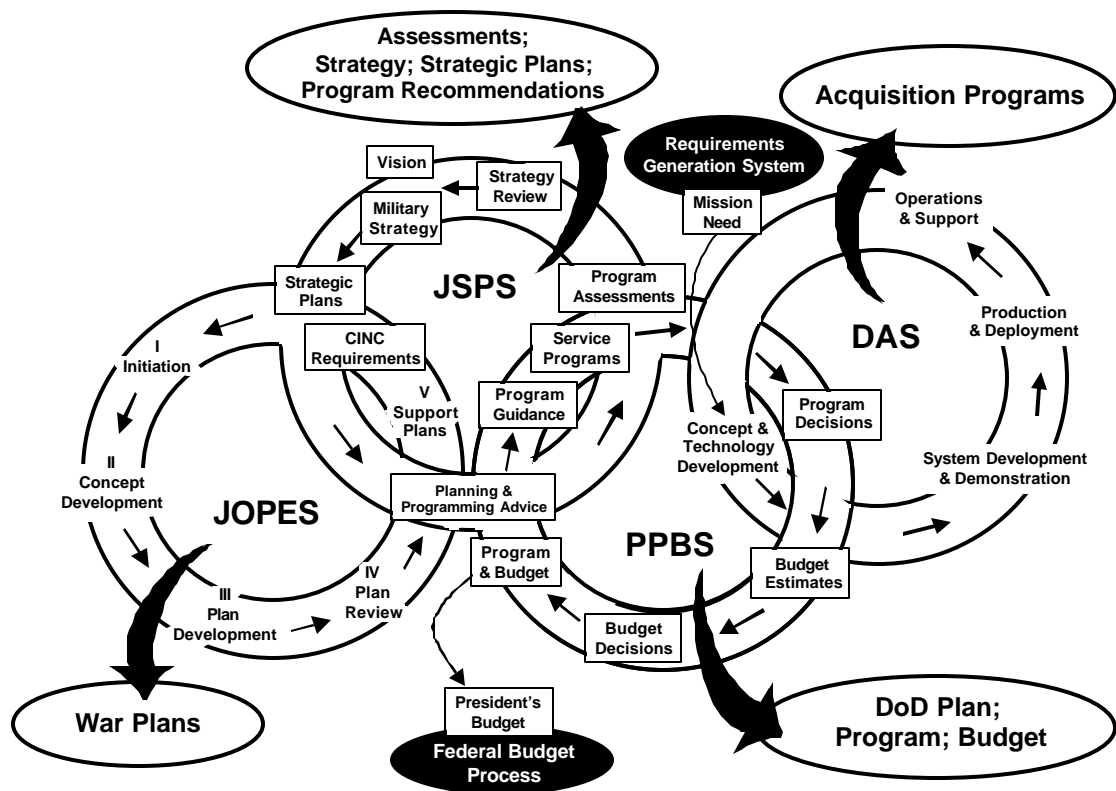 Assessments;
Strategy; Strategic Plans;
Program Recommendations
Acquisition Programs
Requirements
Generation System
Mission
Need
Vision
Strategy
Review
Military
Strategy
Strategic
Plans
JSPS
Program
Assessments
CINC
Requirements
Service
Programs
Program
Guidance
Operations
& Support
Production
& Deployment
DAS
Program
Decisions
System Development
& Demonstration
Concept &
Technology
Development
I
Initiation
II
Concept
Development
III
Plan
Development
IV
Plan
Review
V
Support
Plans
JOPES
Planning &
Programming Advice
PPBS
Program
& Budget
Budget
Estimates
Budget
Decisions
War Plans
President's
Budget
Federal Budget
Process
DoD Plan;
Program; Budget